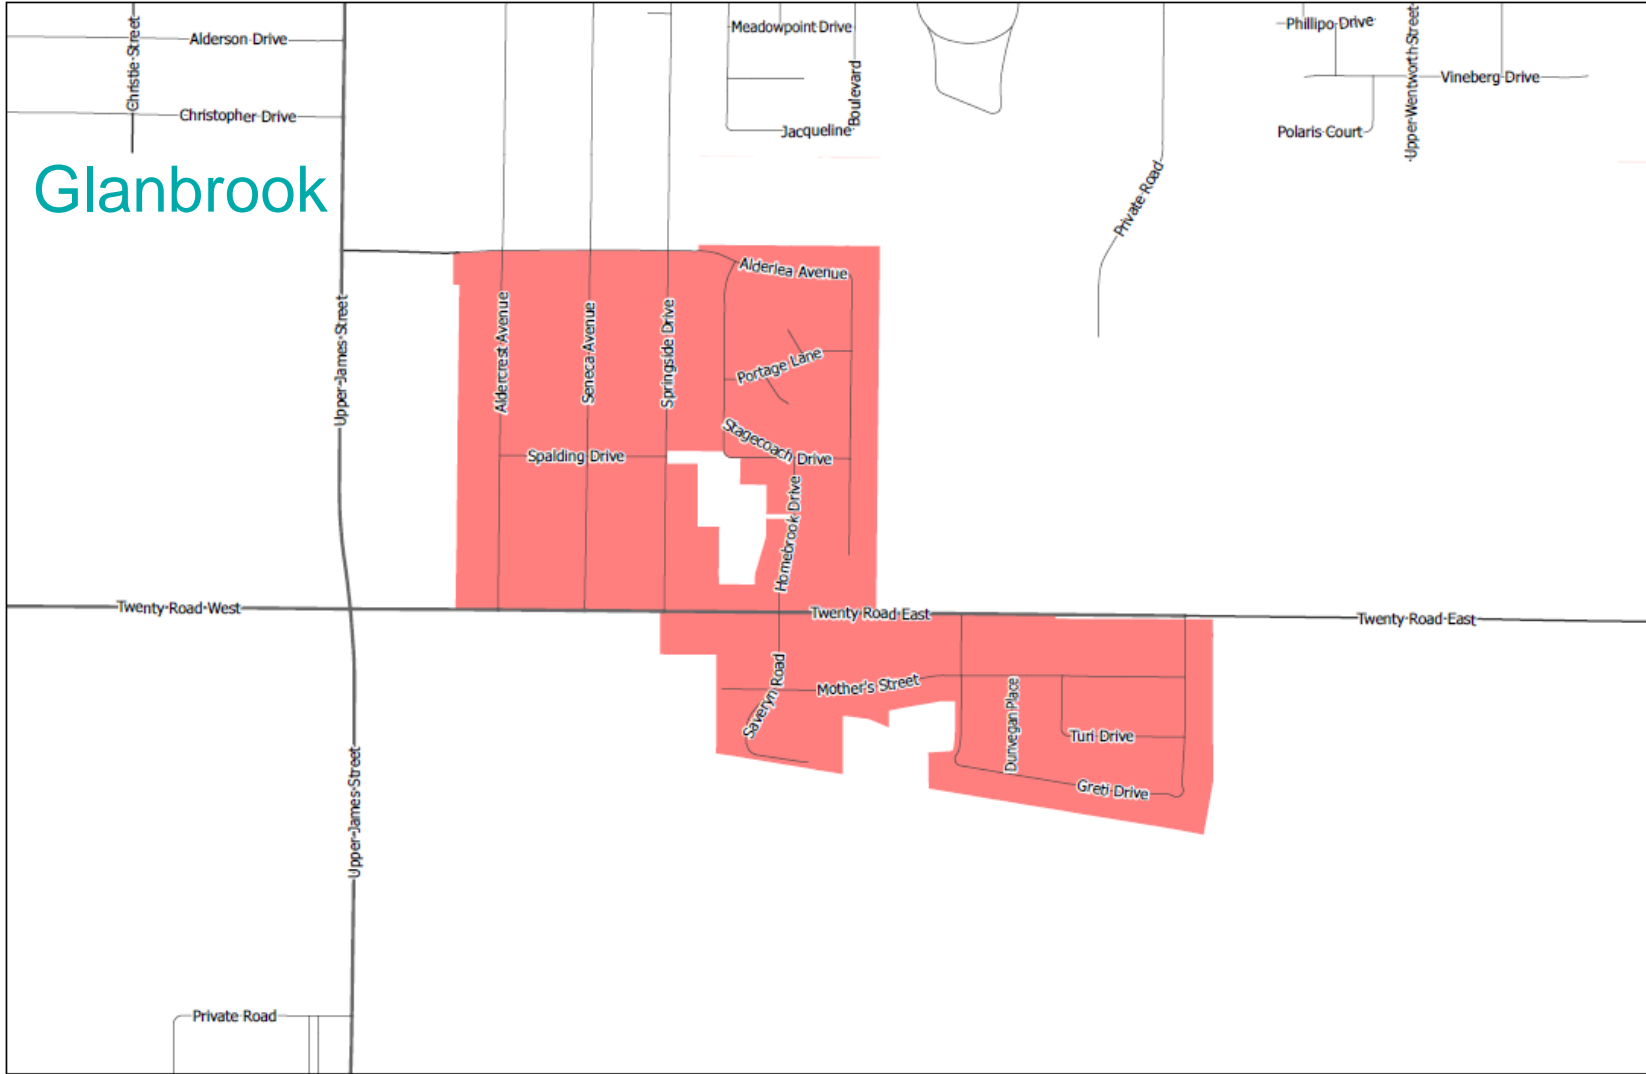 Meadowpoint Drive
Phillipo Drive
Alderson Drive
Christie Street
Upper Wentworth Street
Vineberg Drive
Boulevard
Christopher Drive
Jacqueline
Polaris Court
Glanbrook
Private Road
Alderlea Avenue
Upper James Street
Aldercrest Avenue
Seneca Avenue
Springside Drive
Portage Lane
Stagecoach Drive
Spalding Drive
Homebrook Drive
Twenty Road West
Twenty Road East
Twenty Road East
Saveryn Road
Mother's Street
Dunvegan Place
Turi Drive
Greti Drive
Upper James Street
Private Road